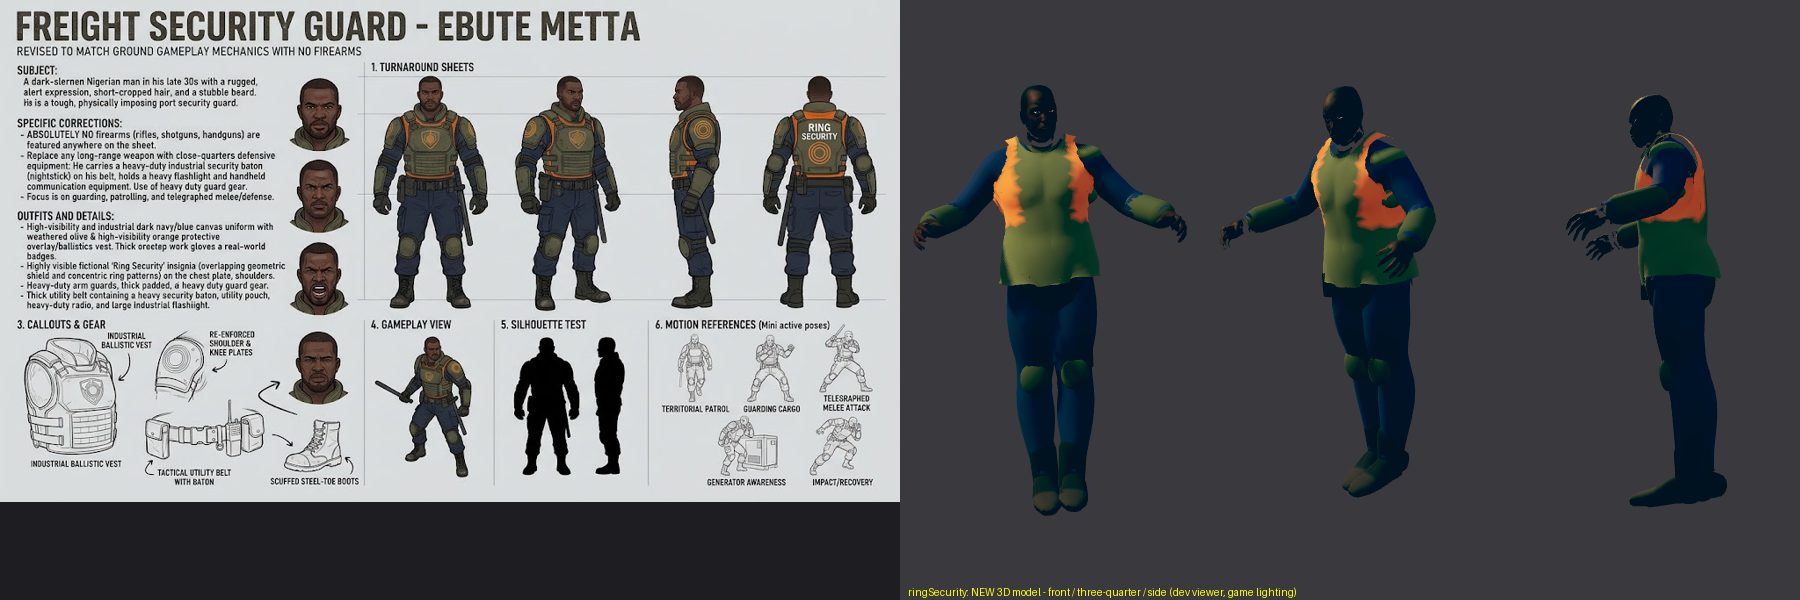 FREIGHT SECURITY GUARD - EBUTE METTA
REVISED TO MATCH GROUND GAMEPLAY MECHANICS WITH NO FIREARMS
SUBJECT:
A dark-slernen Nigerian man in his late 30s with a rugged,
alert expression, short-cropped hair, and a stubble beard.
He is a tough, physically imposing port security guard.
SPECIFIC CORRECTIONS:
- ABSOLUTELY NO firearms (rifles, shotguns, handguns) are
featured anywhere on the sheet.
- Replace any long-range weapon with close-quarters defensive
equipment: He carries a heavy-duty industrial security baton
(nightstick) on his belt, holds a heavy flashlight and handheld
communication equipment. Use of heavy duty guard gear.
- Focus is on guarding, patrolling, and telegraphed melee/defense.
OUTFITS AND DETAILS:
- High-visibility and industrial dark navy/blue canvas uniform with
weathered olive & high-visibility orange protective
overlay/ballistics vest. Thick oreetep work gloves a real-world
badges.
- Highly visible fictional 'Ring Security' insignia (overlapping geometric
shield and concentric ring patterns) on the chest plate, shoulders.
- Heavy-duty arm guards, thick padded, a heavy duty guard gear.
- Thick utility belt containing a heavy security baton, utility pouch,
heavy-duty radio, and large industrial flashlight.
1. TURNAROUND SHEETS
RING
SECURITY
3. CALLOUTS & GEAR
INDUSTRIAL
BALLISTIC VEST
RE-ENFORCED
SHOULDER &
KNEE PLATES
INDUSTRIAL BALLISTIC VEST
TACTICAL UTILITY BELT
WITH BATON
SCUFFED STEEL-TOE BOOTS
4. GAMEPLAY VIEW
5. SILHOUETTE TEST
6. MOTION REFERENCES (Mini active poses)
TERRITORIAL PATROL
GUARDING CARGO
TELESRAPHED
MELEE ATTACK
GENERATOR AWARENESS
IMPACT/RECOVERY
ringSecurity: NEW 3D model - front / three-quarter / side (dev viewer, game lighting)